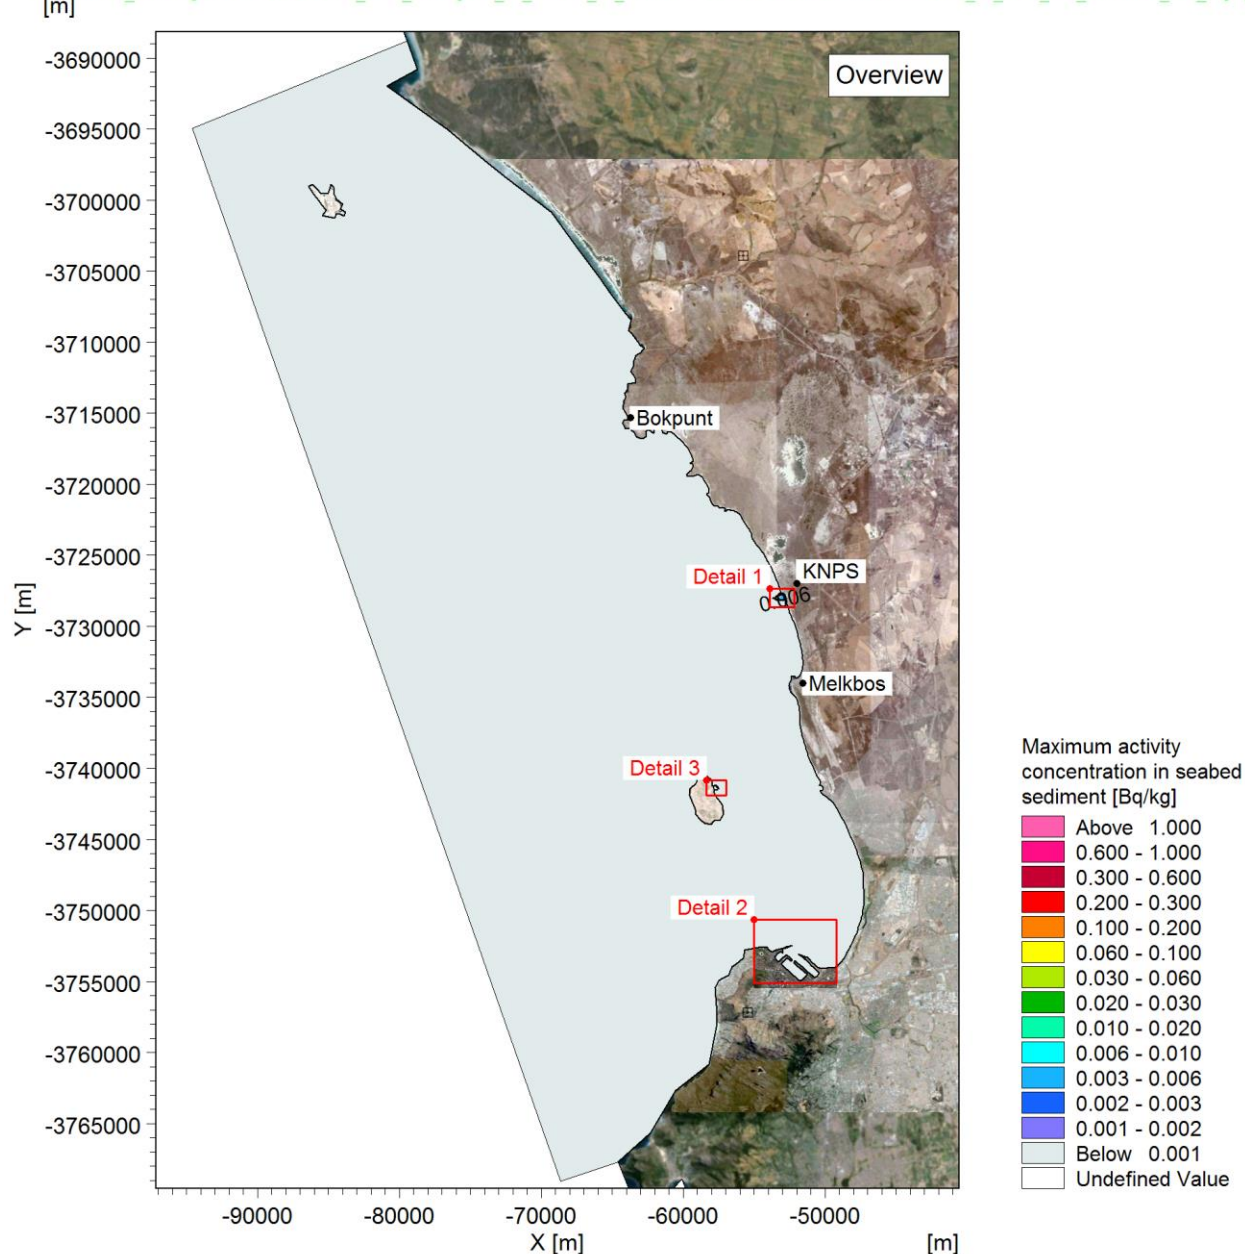 [m]
Overview
-3690000
-3695000
-3700000
-3705000
-3710000
-3715000
Bokpunt
-3720000
-3725000
Detail 1
KNPS
0.006
-3730000
Melkbos
-3735000
-3740000
Detail 3
-3745000
-3750000
Detail 2
-3755000
-3760000
-3765000
Y [m]
-90000 -80000 -70000 -60000 -50000
X [m]
[m]
Maximum activity
concentration in seabed
sediment [Bq/kg]
Above 1.000
0.600 - 1.000
0.300 - 0.600
0.200 - 0.300
0.100 - 0.200
0.060 - 0.100
0.030 - 0.060
0.020 - 0.030
0.010 - 0.020
0.006 - 0.010
0.003 - 0.006
0.002 - 0.003
0.001 - 0.002
Below 0.001
Undefined Value